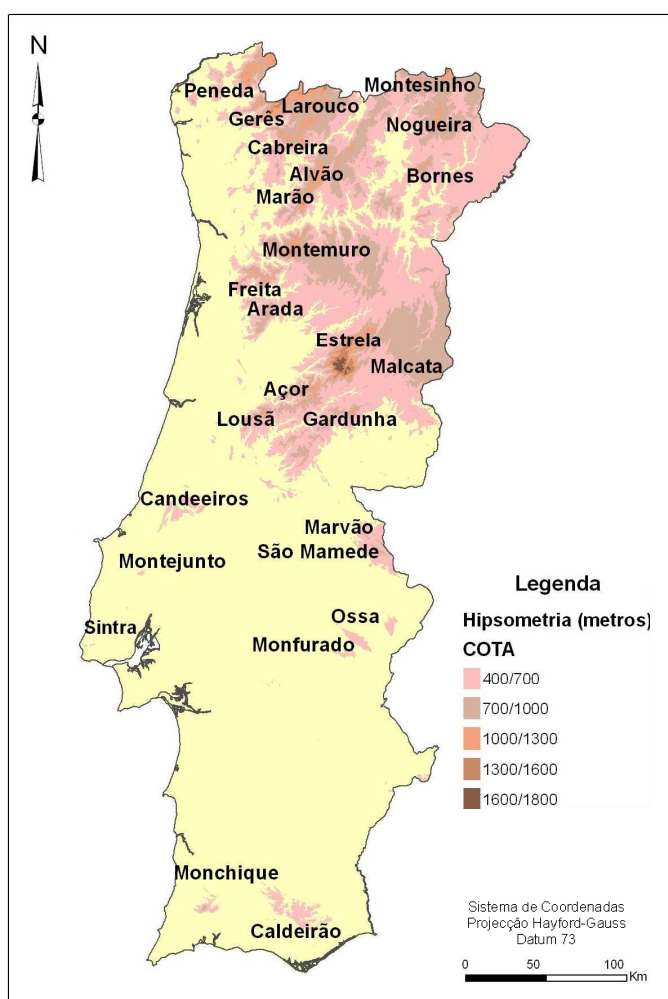 N
Peneda
Montesinho
Larouco
Gerês
Nogueira
Cabreira
Alvão
Bornes
Marão
Montemuro
Freita
Arada
Estrela
Malcata
Açor
Lousã
Gardunha
Candeeiros
Marvão
São Mamede
Montejunto
Ossa
Sintra
Monfurado
Monchique
Caldeirão
Legenda
Hipsometria (metros)
COTA
400/700
700/1000
1000/1300
1300/1600
1600/1800
Sistema de Coordenadas
Projecção Hayford-Gauss
Datum 73
0 50 100
Km